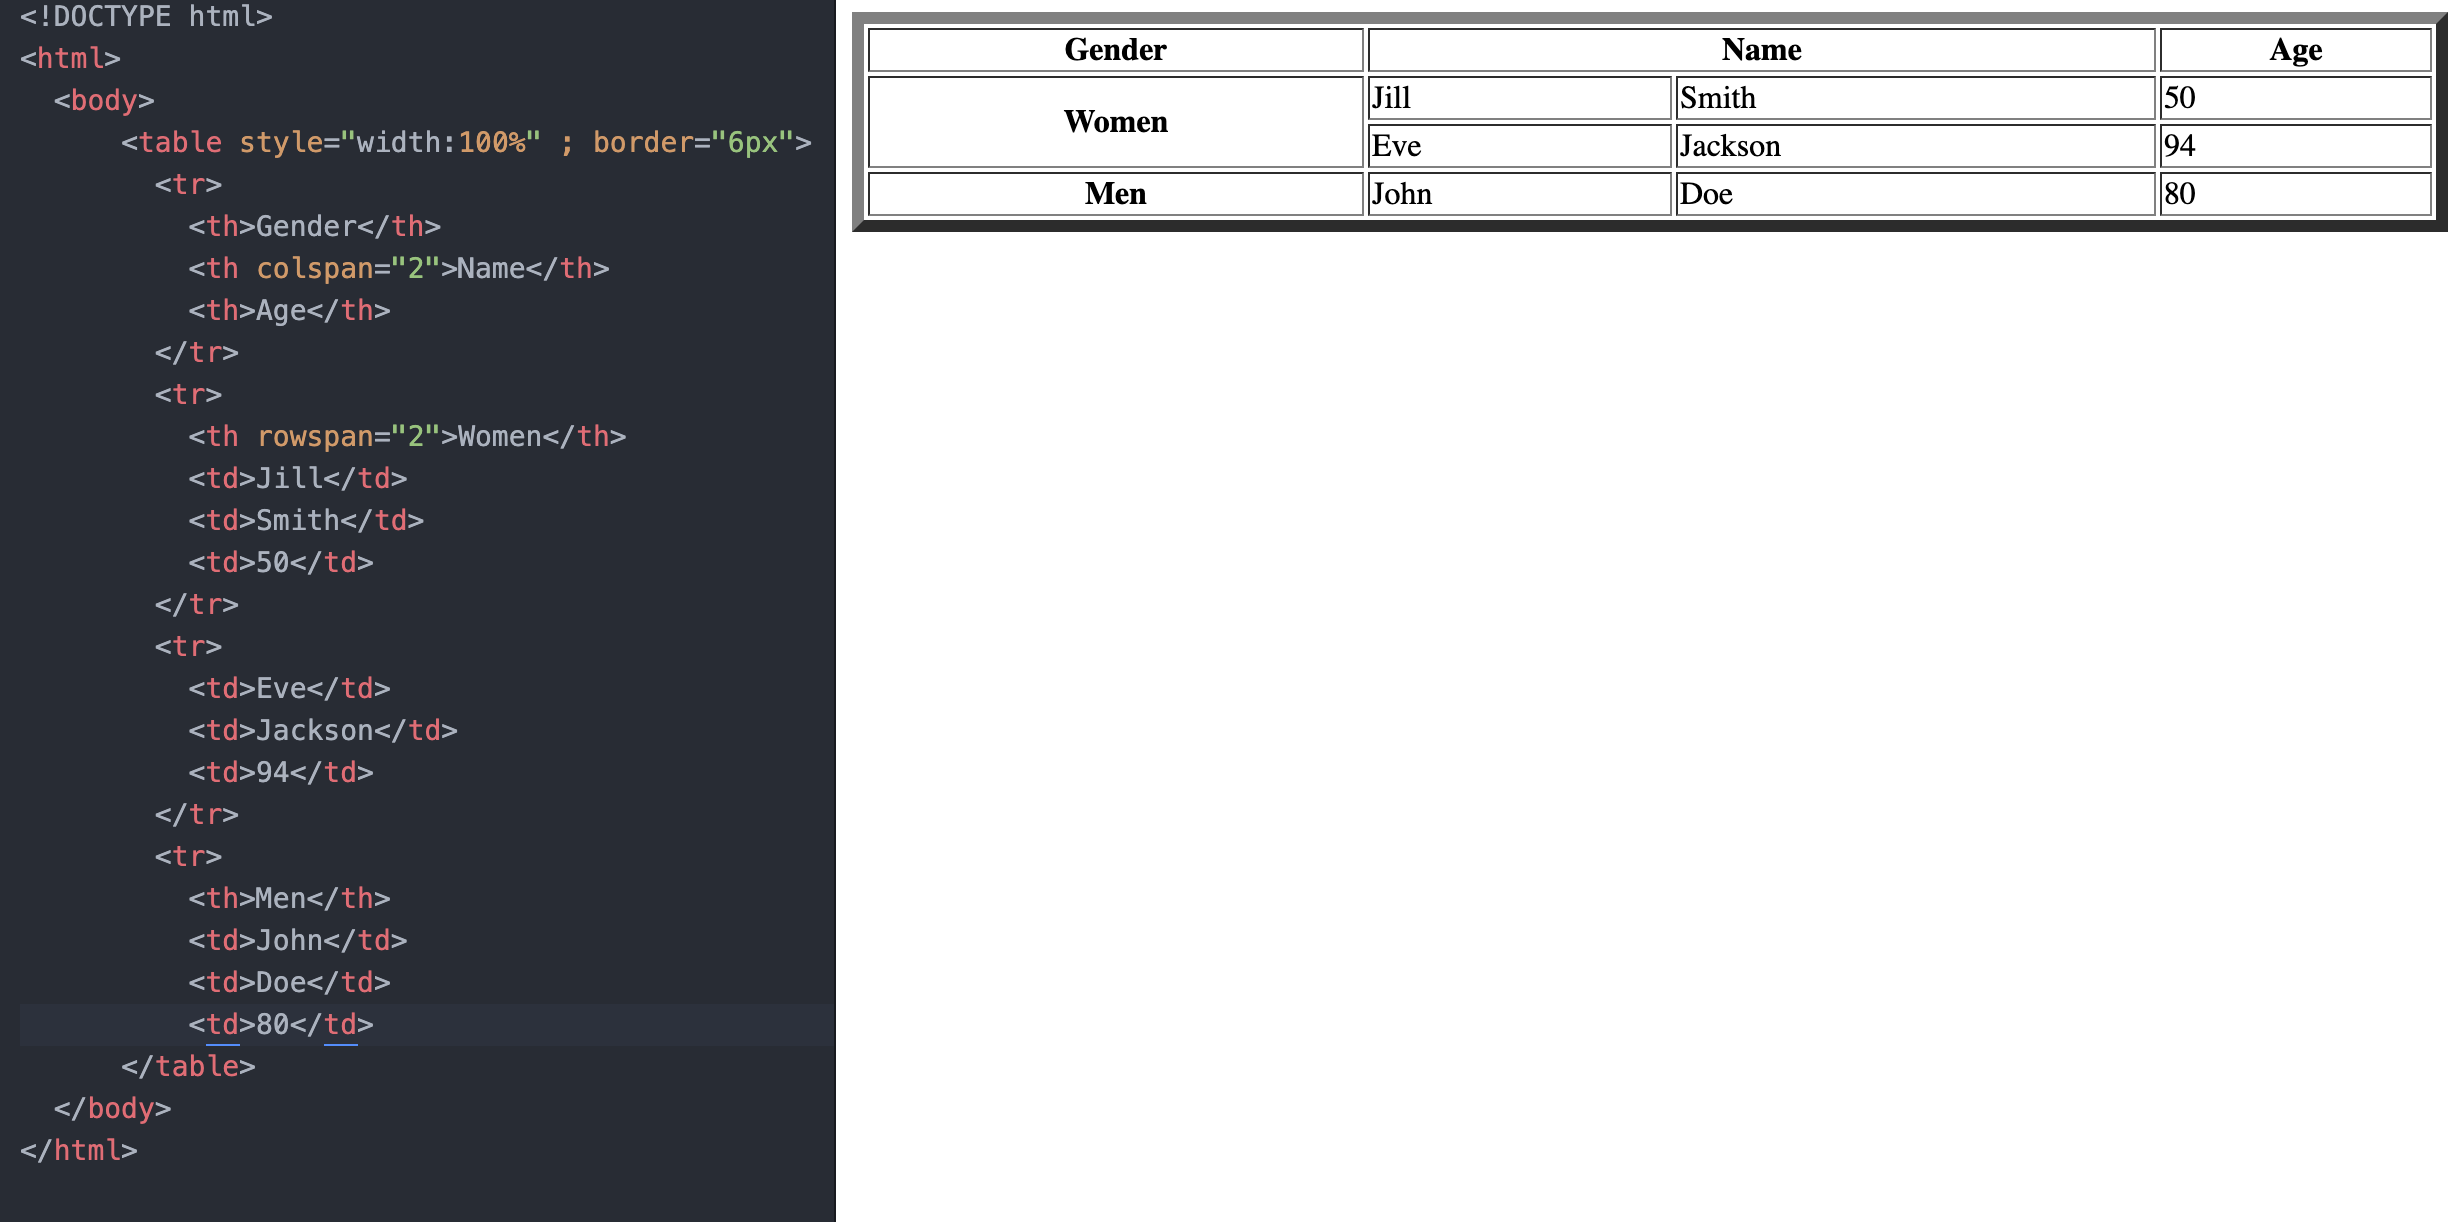 <!DOCTYPE html>
<html>
<body>
<table style="width:100%" ; border="6px">
<tr>
<th>Gender</th>
<th colspan="2">Name</th>
<th>Age</th>
</tr>
<tr>
<th rowspan="2">Women</th>
<td>Jill</td>
<td>Smith</td>
<td>50</td>
</tr>
<tr>
<td>Eve</td>
<td>Jackson</td>
<td>94</td>
</tr>
<tr>
<th>Men</th>
<td>John</td>
<td>Doe</td>
<td>80</td>
</table>
</body>
</html>
Gender Name Age
Women Jill Smith 50
Eve Jackson 94
Men John Doe 80